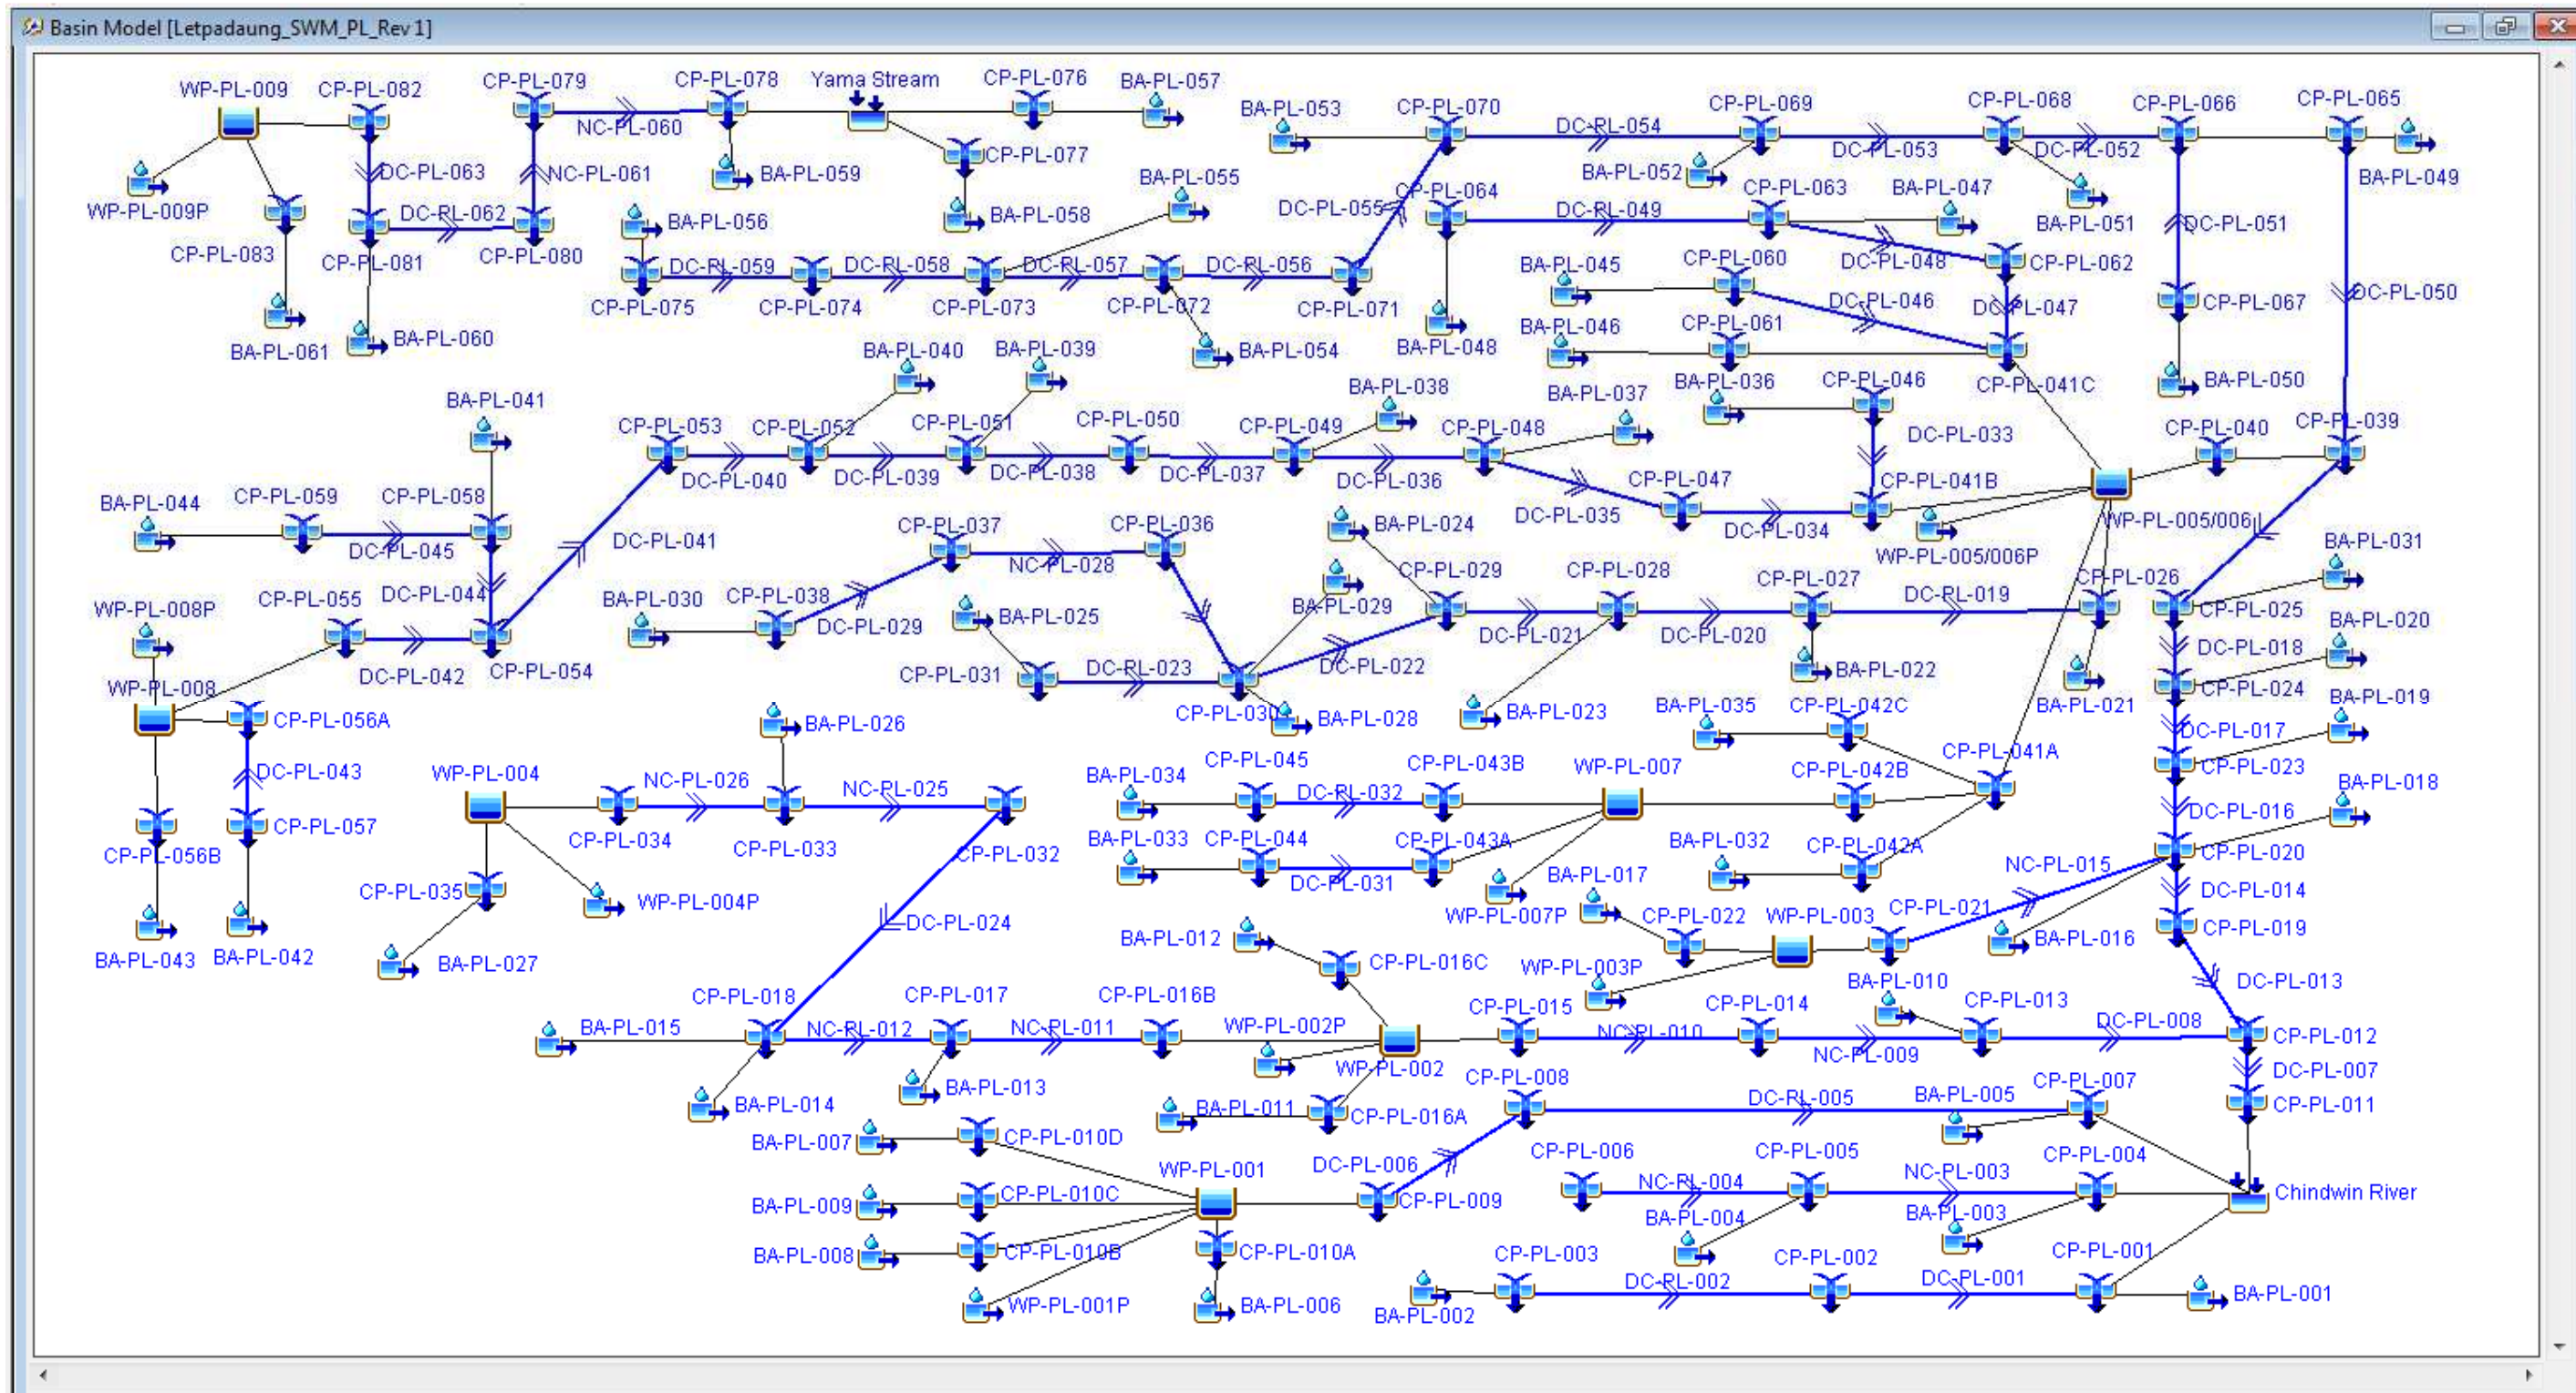 Basin Model [Letpadaung_SWM_PL_Rev 1]
WP-PL-009
CP-PL-082
CP-PL-079
CP-PL-078
Yama Stream
CP-PL-076
BA-PL-057
BA-PL-053
CP-PL-070
CP-PL-069
CP-PL-068
CP-PL-066
CP-PL-065
NC-PL-060
DC-PL-054
DC-PL-053
DC-PL-052
CP-PL-077
DC-PL-063
NC-PL-061
BA-PL-059
BA-PL-055
BA-PL-052
BA-PL-049
WP-PL-009P
DC-PL-062
BA-PL-056
BA-PL-058
DC-PL-055
CP-PL-064
DC-PL-049
CP-PL-063
BA-PL-047
BA-PL-051
DC-PL-051
CP-PL-083
CP-PL-081
CP-PL-080
DC-PL-059
DC-PL-058
DC-PL-057
DC-PL-056
BA-PL-045
CP-PL-060
DC-PL-048
CP-PL-062
CP-PL-075
CP-PL-074
CP-PL-073
CP-PL-072
CP-PL-071
DC-PL-046
DC-PL-047
CP-PL-067
DC-PL-050
BA-PL-061
BA-PL-060
BA-PL-040
BA-PL-039
BA-PL-054
BA-PL-048
BA-PL-046
CP-PL-061
BA-PL-041
BA-PL-038
BA-PL-037
BA-PL-036
CP-PL-046
CP-PL-041C
BA-PL-050
CP-PL-053
CP-PL-052
CP-PL-051
CP-PL-050
CP-PL-049
CP-PL-048
DC-PL-033
CP-PL-040
CP-PL-039
DC-PL-040
DC-PL-039
DC-PL-038
DC-PL-037
DC-PL-036
CP-PL-047
CP-PL-041B
BA-PL-044
CP-PL-059
CP-PL-058
DC-PL-045
DC-PL-041
CP-PL-037
CP-PL-036
BA-PL-024
DC-PL-035
DC-PL-034
WP-PL-005/006
WP-PL-005/006P
BA-PL-031
NC-PL-028
CP-PL-029
CP-PL-028
CP-PL-027
CP-PL-026
WP-PL-008P
CP-PL-055
DC-PL-044
BA-PL-030
CP-PL-038
BA-PL-025
BA-PL-029
DC-PL-019
CP-PL-025
BA-PL-020
DC-PL-029
DC-PL-021
DC-PL-020
DC-PL-018
WP-PL-008
DC-PL-042
CP-PL-054
CP-PL-031
DC-PL-023
DC-PL-022
BA-PL-022
CP-PL-024
BA-PL-019
CP-PL-056A
BA-PL-026
CP-PL-030
BA-PL-028
BA-PL-023
BA-PL-035
CP-PL-042C
BA-PL-021
DC-PL-017
DC-PL-043
WP-PL-004
NC-PL-026
NC-PL-025
BA-PL-034
CP-PL-045
CP-PL-043B
WP-PL-007
CP-PL-042B
CP-PL-041A
CP-PL-023
BA-PL-018
DC-PL-032
DC-PL-016
CP-PL-057
CP-PL-034
CP-PL-033
CP-PL-032
BA-PL-033
CP-PL-044
CP-PL-043A
BA-PL-032
CP-PL-042A
NC-PL-015
CP-PL-020
CP-PL-056B
CP-PL-035
WP-PL-004P
DC-PL-024
DC-PL-031
WP-PL-007P
BA-PL-017
CP-PL-022
WP-PL-003
CP-PL-021
DC-PL-014
CP-PL-019
BA-PL-043
BA-PL-042
BA-PL-027
BA-PL-012
CP-PL-016C
WP-PL-003P
BA-PL-016
BA-PL-010
DC-PL-013
CP-PL-018
CP-PL-017
CP-PL-016B
CP-PL-015
CP-PL-014
CP-PL-013
BA-PL-015
NC-PL-012
NC-PL-011
WP-PL-002P
NC-PL-010
NC-PL-009
DC-PL-008
CP-PL-012
WP-PL-002
CP-PL-008
DC-PL-007
BA-PL-014
BA-PL-013
BA-PL-011
CP-PL-016A
DC-PL-005
BA-PL-005
CP-PL-007
CP-PL-011
BA-PL-007
CP-PL-010D
WP-PL-001
DC-PL-006
CP-PL-006
CP-PL-005
NC-PL-003
CP-PL-004
BA-PL-009
CP-PL-010C
CP-PL-009
NC-PL-004
Chindwin River
BA-PL-004
BA-PL-003
BA-PL-008
CP-PL-010B
CP-PL-010A
CP-PL-003
CP-PL-002
CP-PL-001
DC-PL-002
DC-PL-001
WP-PL-001P
BA-PL-006
BA-PL-002
BA-PL-001